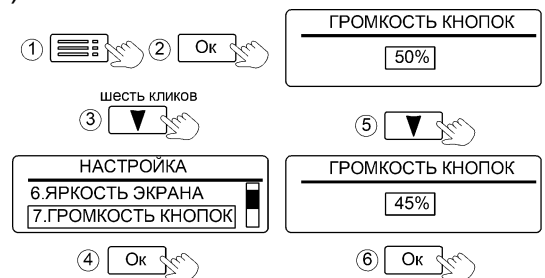 ГРОМКОСТЬ КНОПОК
50%
1
2 Ок
шесть кликов
3
5
НАСТРОЙКА
6.ЯРКОСТЬ ЭКРАНА
7.ГРОМКОСТЬ КНОПОК
ГРОМКОСТЬ КНОПОК
45%
4 Ок
6 Ок